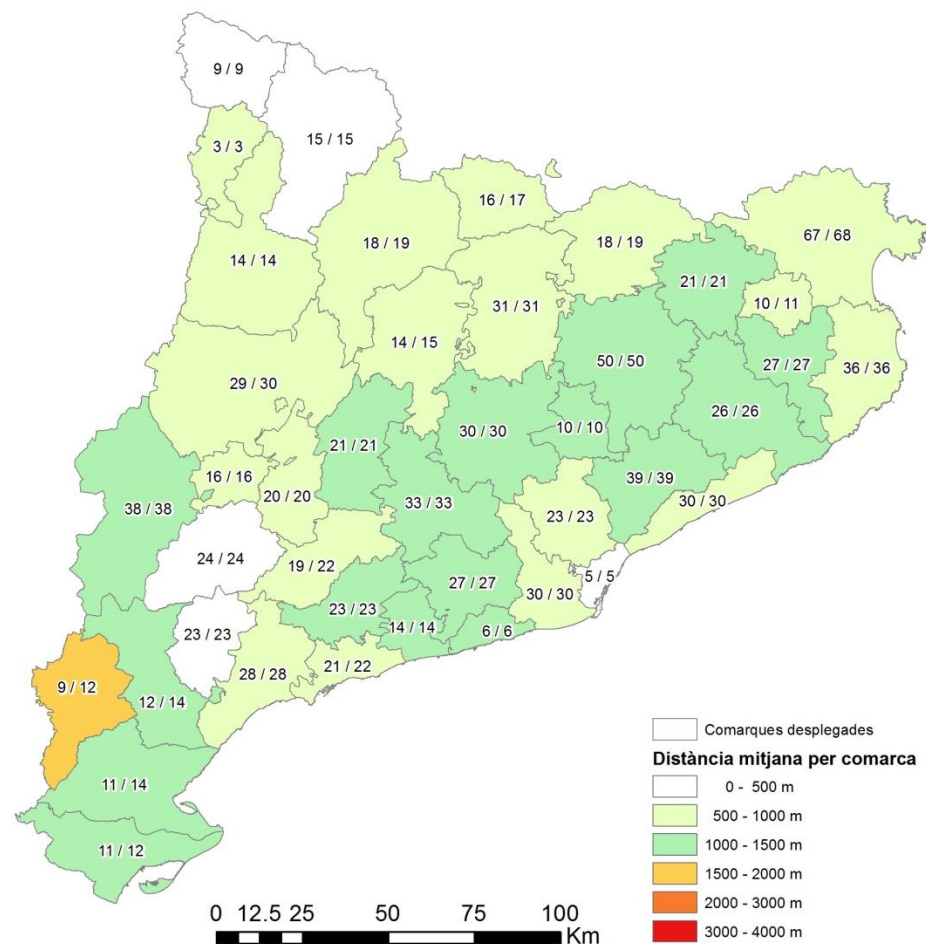 9 / 9
15 / 15
3 / 3
16 / 17
18 / 19
18 / 19
67 / 68
14 / 14
21 / 21
10 / 11
31 / 31
14 / 15
50 / 50
27 / 27
36 / 36
29 / 30
26 / 26
30 / 30
10 / 10
21 / 21
16 / 16
20 / 20
39 / 39
30 / 30
38 / 38
33 / 33
23 / 23
24 / 24
19 / 22
5 / 5
27 / 27
30 / 30
23 / 23
23 / 23
14 / 14
6 / 6
28 / 28
21 / 22
9 / 12
12 / 14
11 / 14
11 / 12
Comarques desplegades
Distància mitjana per comarca
0 - 500 m
500 - 1000 m
1000 - 1500 m
1500 - 2000 m
2000 - 3000 m
3000 - 4000 m
0 12.5 25 50 75 100
Km